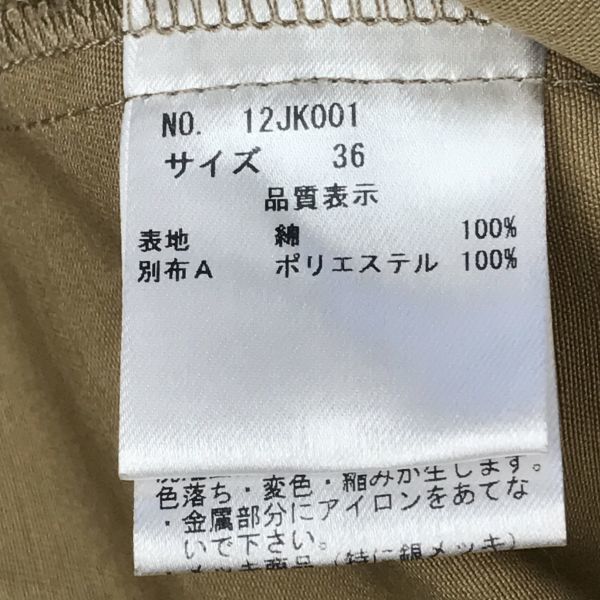 NO. 12JK001
サイズ 36
品質表示
表地 綿 100%
別布A ポリエステル 100%
色落ち・変色・縮みが生じます。
・金属部分にアイロンをあてな
いで下さい。